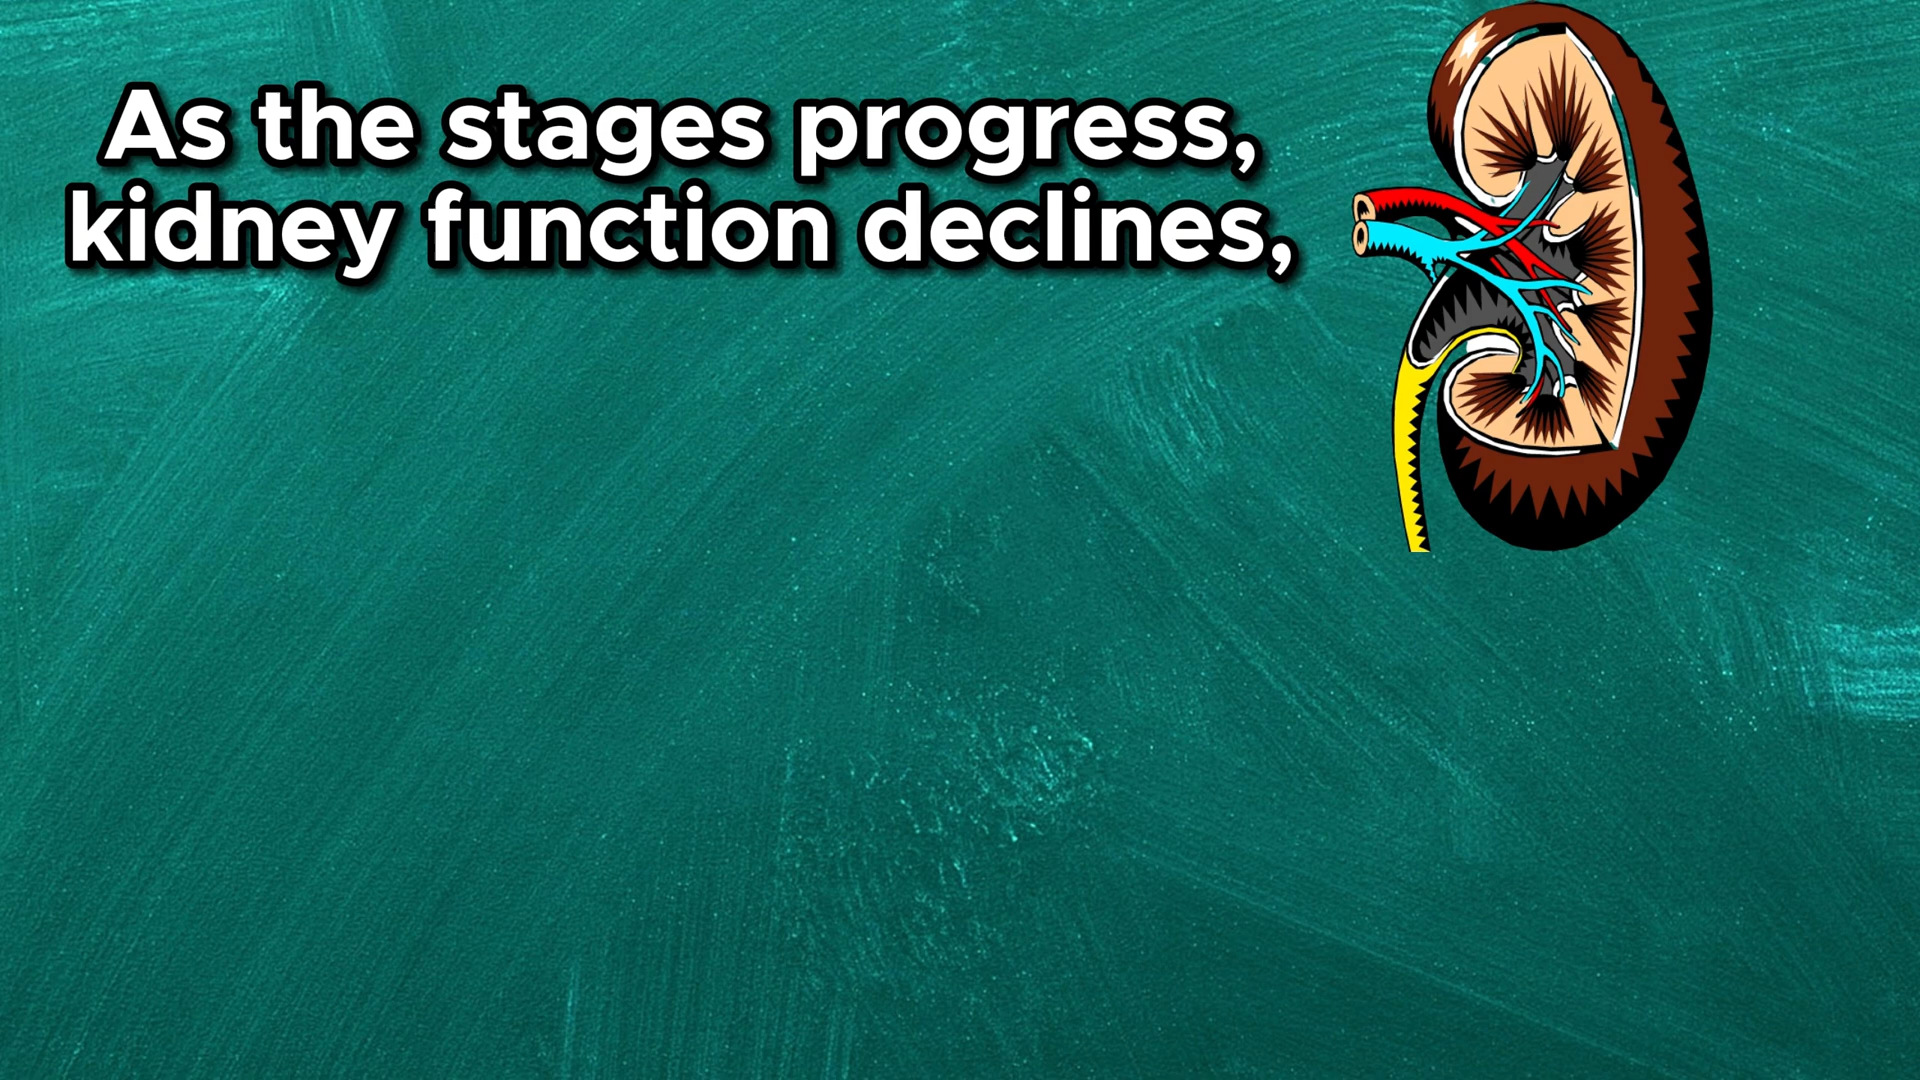 As the stages progress,
kidney function declines,